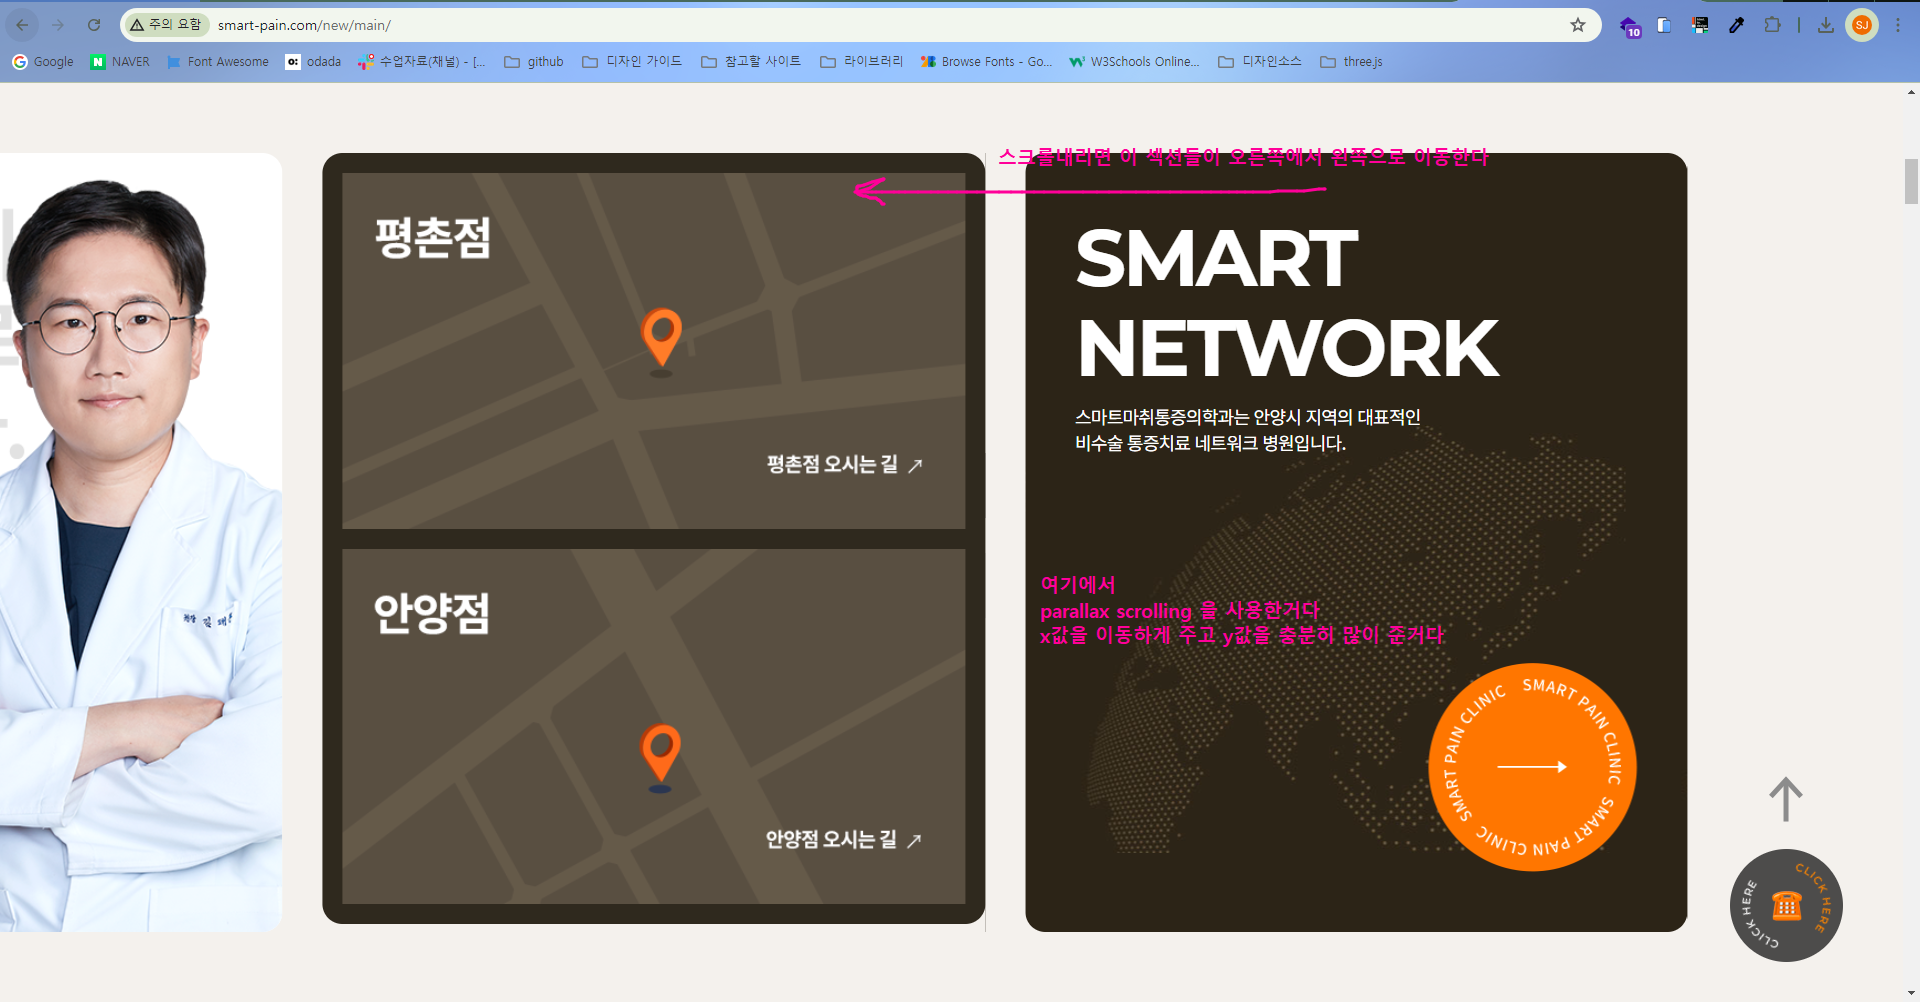 주의 요함
smart-pain.com/new/main/
10
SJ
Google
NAVER
Font Awesome
odada
수업자료(채널) - [...
github
디자인 가이드
참고할 사이트
라이브러리
Browse Fonts - Go...
W3Schools Online...
디자인소스
three.js
스크롤내리면 이 섹션들이 오른쪽에서 왼쪽으로 이동한다
평촌점
평촌점 오시는 길 ↗
안양점
안양점 오시는 길 ↗
SMART
NETWORK
스마트마취통증의학과는 안양시 지역의 대표적인
비수술 통증치료 네트워크 병원입니다.
여기에서
parallax scrolling 을 사용한거다
x값을 이동하게 주고 y값을 충분히 많이 준거다
SMART PAIN CLINIC SMART PAIN CLINIC SMART PAIN CLINIC
CLICK HERE CLICK HERE